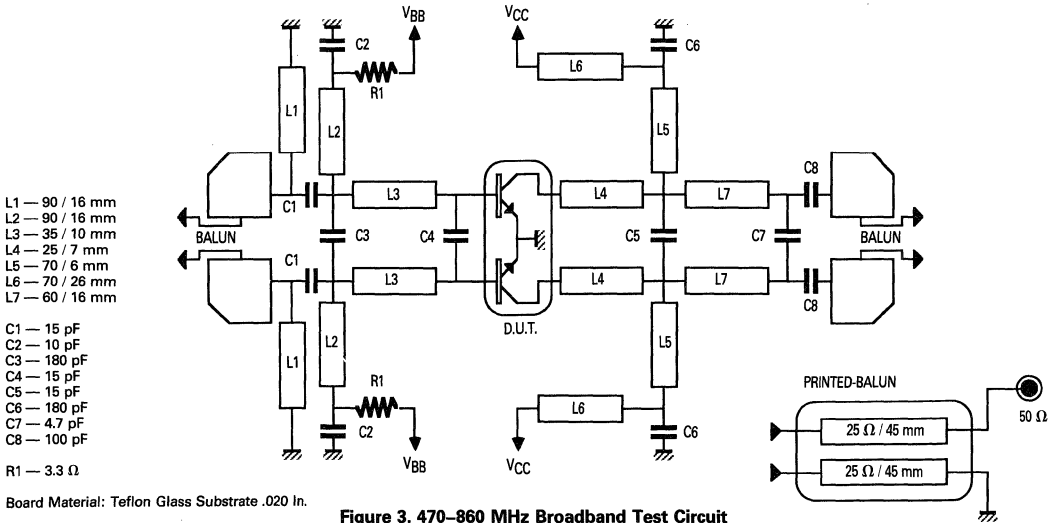 VBB
VCC
C2
C6
L6
R1
L1
L2
L5
C8
D.U.T.
C1
L3
L4
L7
L1 — 90 / 16 mm
L2 — 90 / 16 mm
L3 — 35 / 10 mm
L4 — 25 / 7 mm
L5 — 70 / 6 mm
L6 — 70 / 26 mm
L7 — 60 / 16 mm
BALUN
C3
C4
C5
C7
BALUN
C1
L3
L4
L7
C8
D.U.T.
C1 — 15 pF
C2 — 10 pF
C3 — 180 pF
C4 — 15 pF
C5 — 15 pF
C6 — 180 pF
C7 — 4.7 pF
C8 — 100 pF
L1
L2
L5
R1
L6
C2
C6
VBB
VCC
PRINTED-BALUN
25 Ω / 45 mm
25 Ω / 45 mm
50 Ω
R1 — 3.3 Ω
Board Material: Teflon Glass Substrate .020 In.
Figure 3. 470–860 MHz Broadband Test Circuit